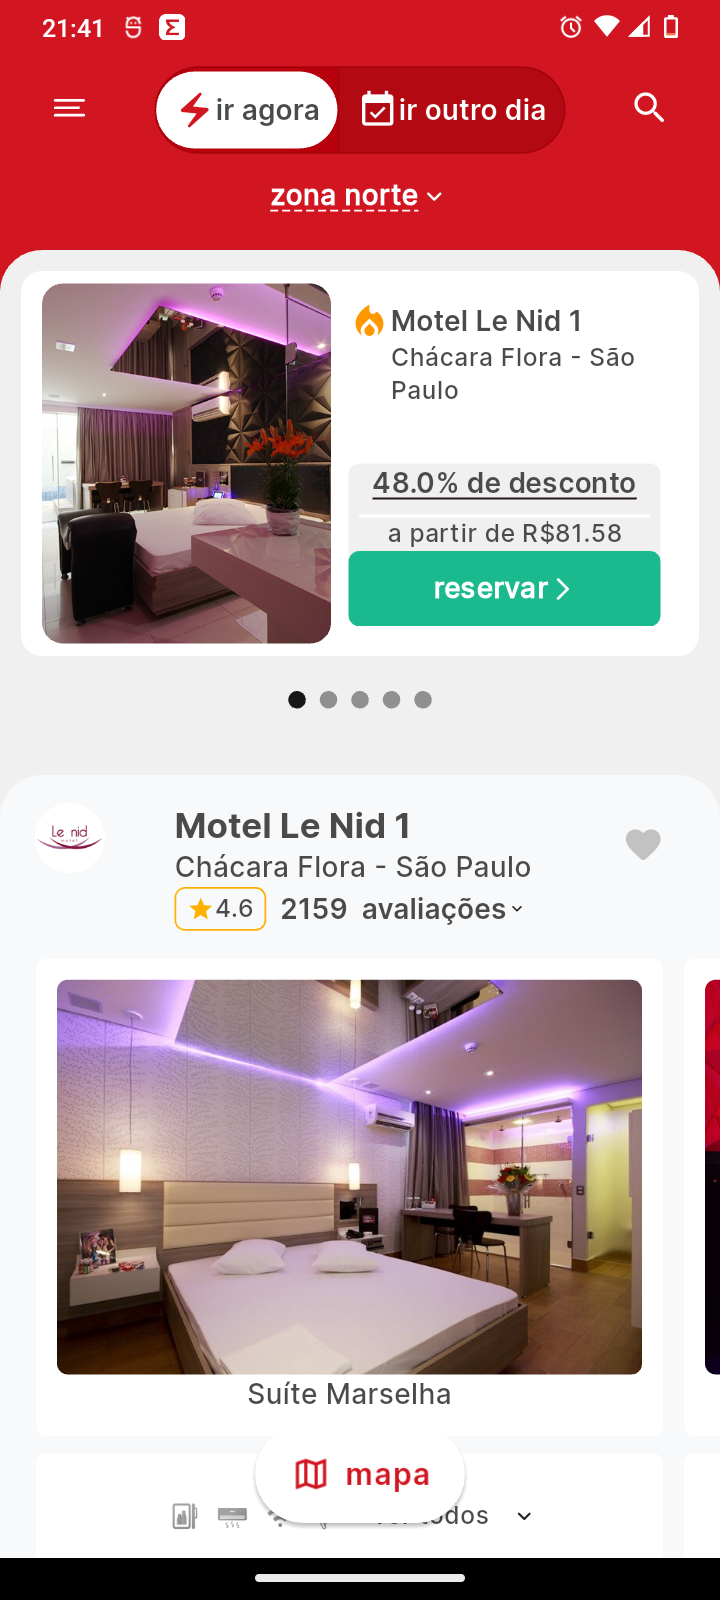 21:41
ir agora
ir outro dia
zona norte
Motel Le Nid 1
Chácara Flora - São
Paulo
48.0% de desconto
a partir de R$81.58
reservar
Le nid
motel
Motel Le Nid 1
Chácara Flora - São Paulo
4.6 2159 avaliações
Suíte Marselha
mapa